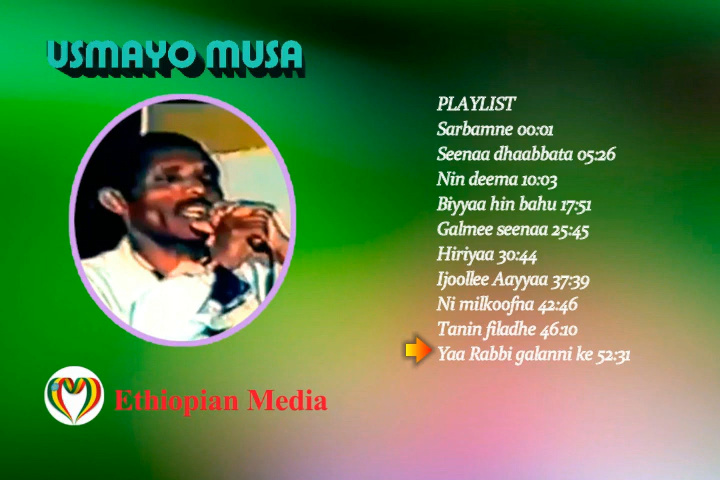 USMAYO MUSA
PLAYLIST
Sarbamne 00:01
Seenaa dhaabbata 05:26
Nin deema 10:03
Biyyaa hin bahu 17:51
Galmee seenaa 25:45
Hiriyaa 30:44
Ijoollee Aayyaa 37:39
Ni milkoofna 42:46
Tanin filadhe 46:10
Yaa Rabbi galanni ke 52:31
Ethiopian Media